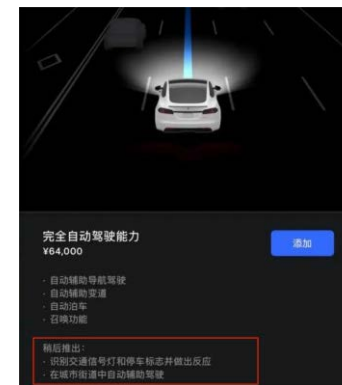 完全自动驾驶能力
¥64,000
添加
· 自动辅助导航驾驶
· 自动辅助变道
· 自动泊车
· 召唤功能
稍后推出：
· 识别交通信号灯和停车标志并做出反应
· 在城市街道中自动辅助驾驶